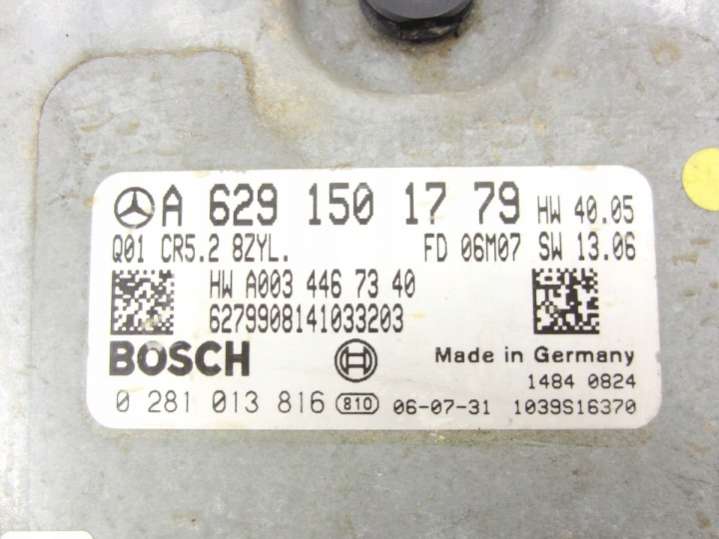 A 629 150 17 79 HW 40.05
Q01 CR5.2 8ZYL. FD 06M07 SW 13.06
HW A003 446 73 40
6279908141033203
BOSCH Made in Germany
1484 0824
0 281 013 816 810 06-07-31 1039S16370